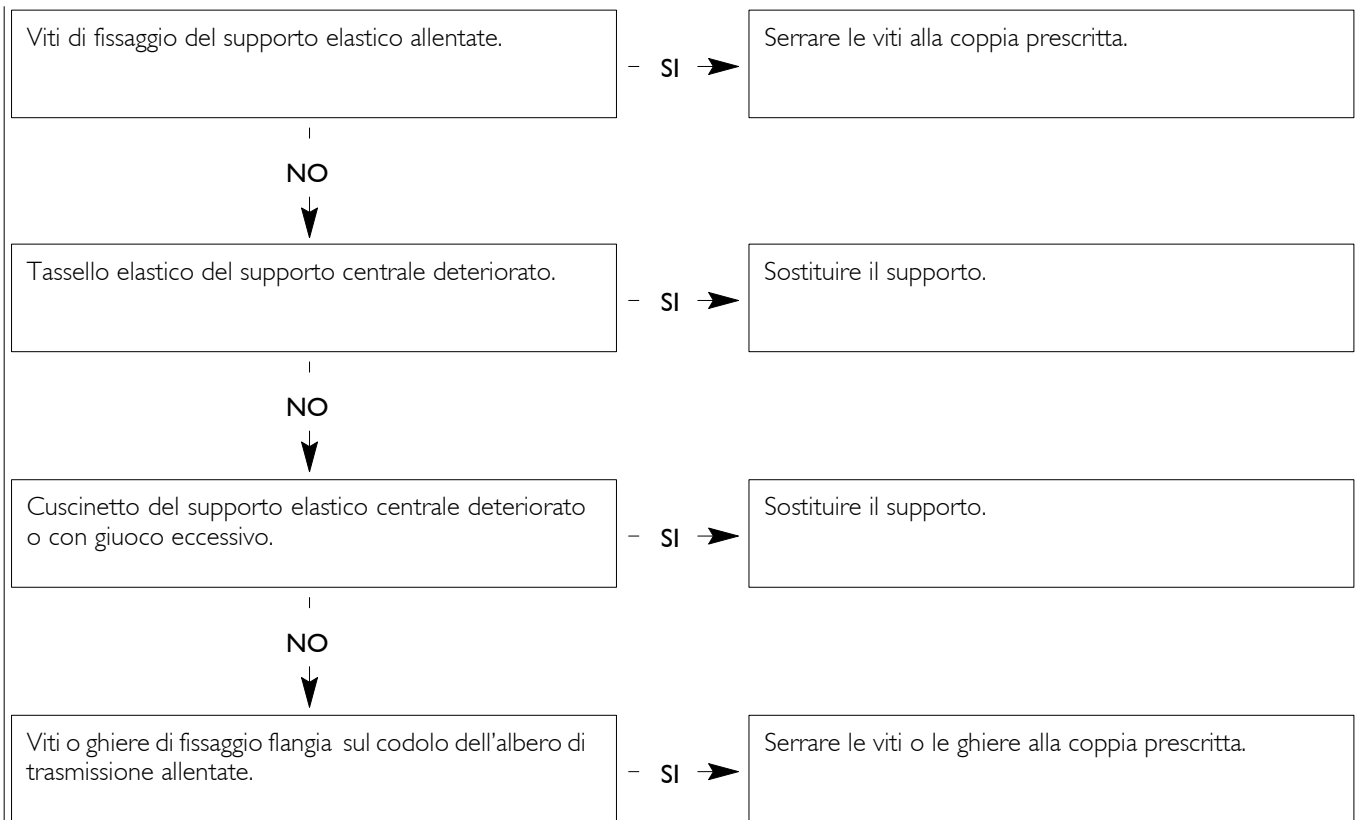 Viti di fissaggio del supporto elastico allentate.
SI
Serrare le viti alla coppia prescritta.
NO
Tassello elastico del supporto centrale deteriorato.
SI
Sostituire il supporto.
NO
Cuscinetto del supporto elastico centrale deteriorato
o con giuoco eccessivo.
SI
Sostituire il supporto.
NO
Viti o ghiere di fissaggio flangia sul codolo dell'albero di
trasmissione allentate.
SI
Serrare le viti o le ghiere alla coppia prescritta.